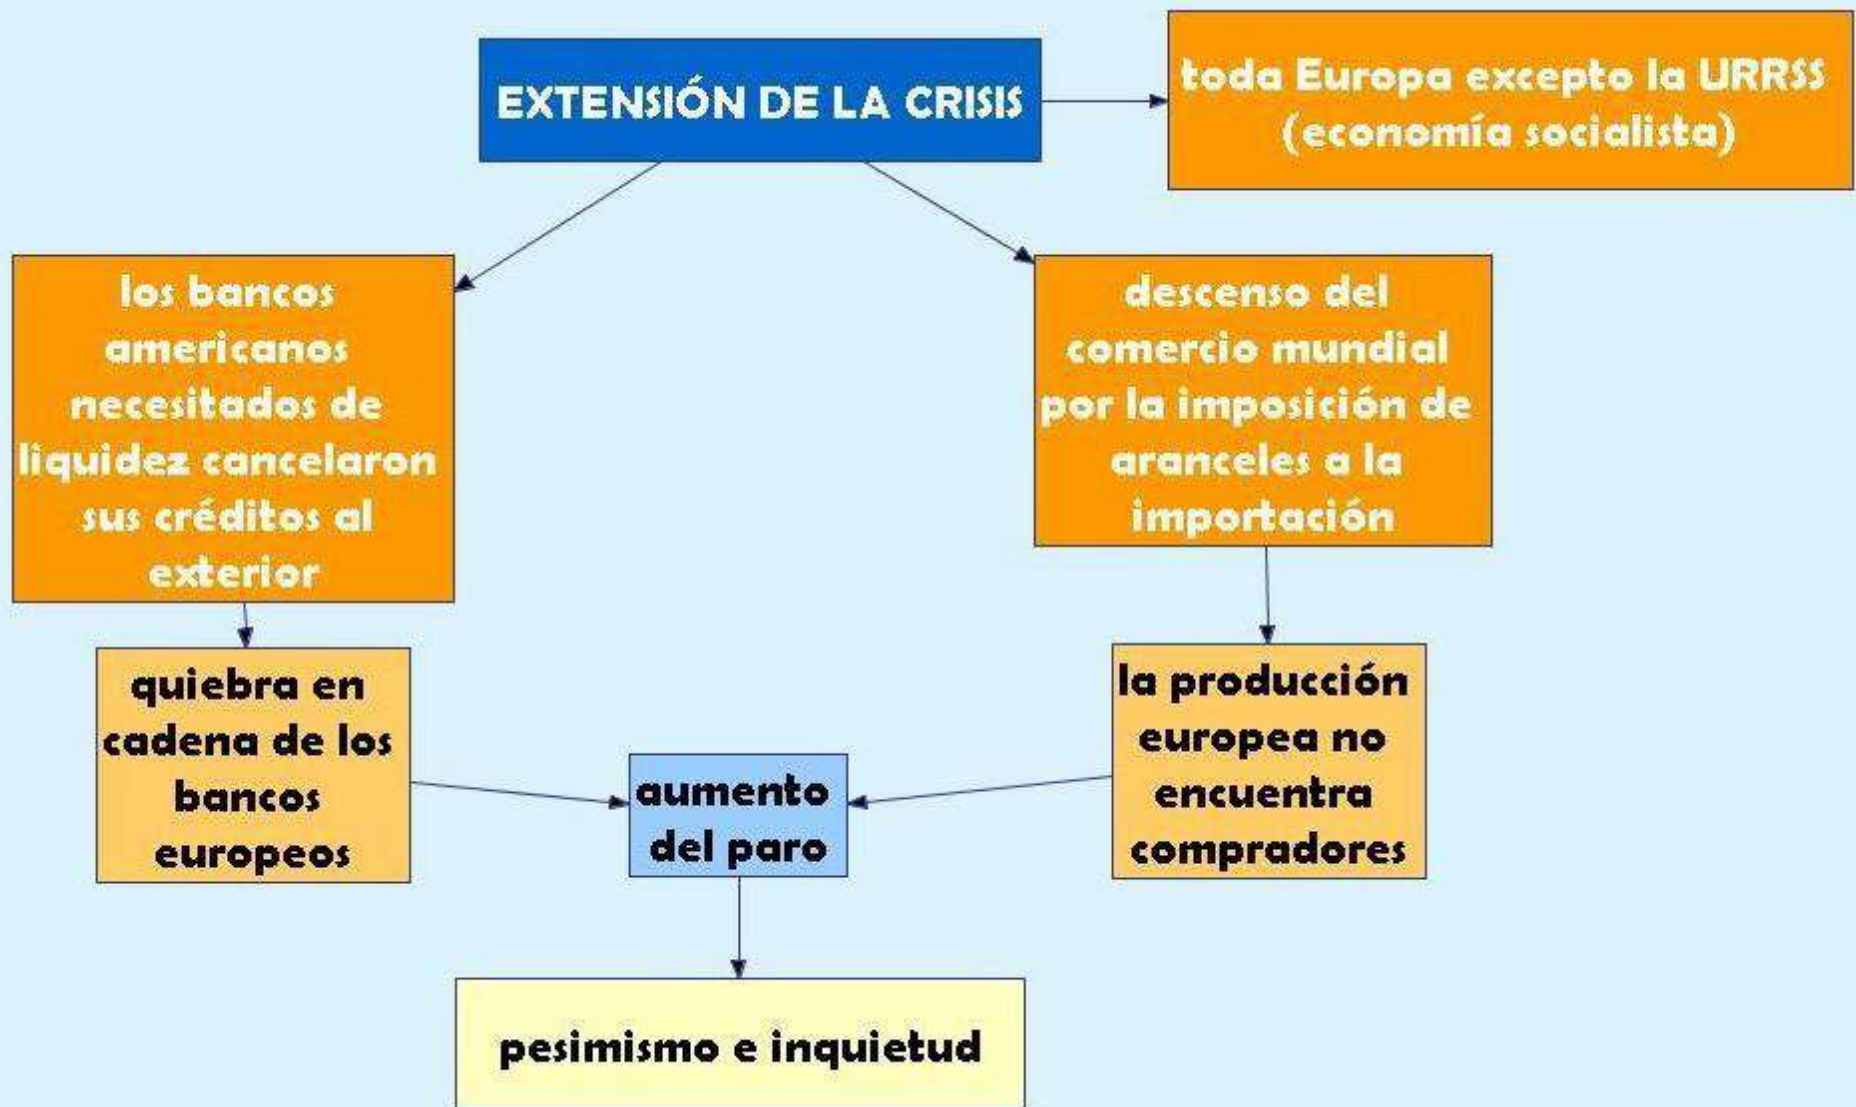 EXTENSIÓN DE LA CRISIS
toda Europa excepto la URRSS
(economía socialista)
los bancos
americanos
necesitados de
liquidez cancelaron
sus créditos al
exterior
descenso del
comercio mundial
por la imposición de
aranceles a la
importación
quiebra en
cadena de los
bancos
europeos
aumento
del paro
la producción
europea no
encuentra
compradores
pesimismo e inquietud